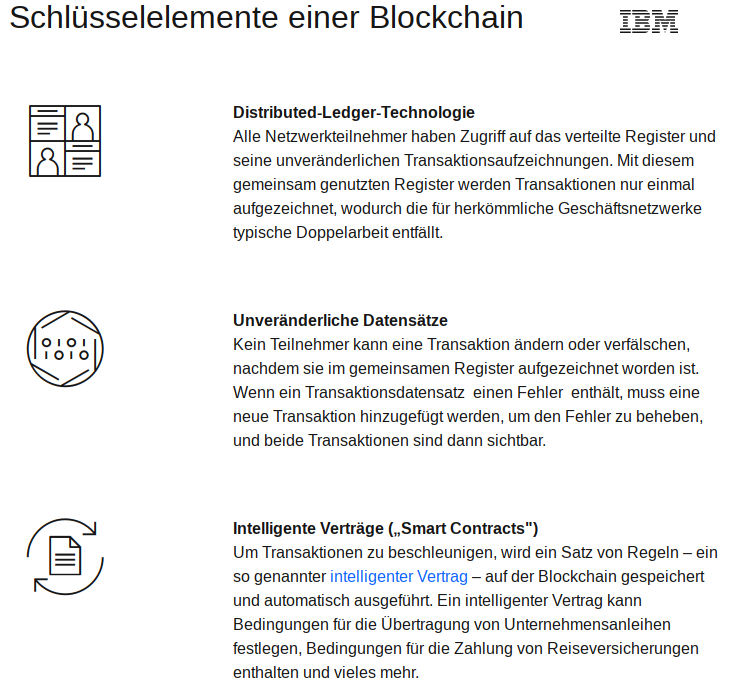 Schlüsselelemente einer Blockchain
IBM
Distributed-Ledger-Technologie
Alle Netzwerkteilnehmer haben Zugriff auf das verteilte Register und
seine unveränderlichen Transaktionsaufzeichnungen. Mit diesem
gemeinsam genutzten Register werden Transaktionen nur einmal
aufgezeichnet, wodurch die für herkömmliche Geschäftsnetzwerke
typische Doppelarbeit entfällt.
Unveränderliche Datensätze
Kein Teilnehmer kann eine Transaktion ändern oder verfälschen,
nachdem sie im gemeinsamen Register aufgezeichnet worden ist.
Wenn ein Transaktionsdatensatz  einen Fehler  enthält, muss eine
neue Transaktion hinzugefügt werden, um den Fehler zu beheben,
und beide Transaktionen sind dann sichtbar.
Intelligente Verträge („Smart Contracts")
Um Transaktionen zu beschleunigen, wird ein Satz von Regeln – ein
so genannter intelligenter Vertrag – auf der Blockchain gespeichert
und automatisch ausgeführt. Ein intelligenter Vertrag kann
Bedingungen für die Übertragung von Unternehmensanleihen
festlegen, Bedingungen für die Zahlung von Reiseversicherungen
enthalten und vieles mehr.